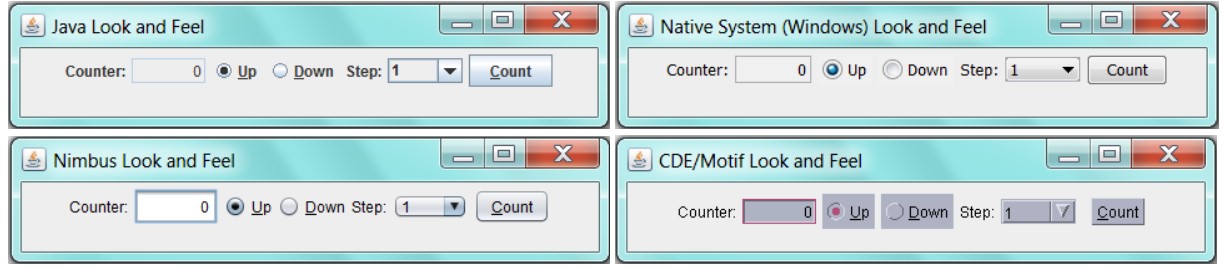 Java Look and Feel
Counter: 0 Up Down Step: 1 Count
Native System (Windows) Look and Feel
Counter: 0 Up Down Step: 1 Count
Nimbus Look and Feel
Counter: 0 Up Down Step: 1 Count
CDE/Motif Look and Feel
Counter: 0 Up Down Step: 1 Count